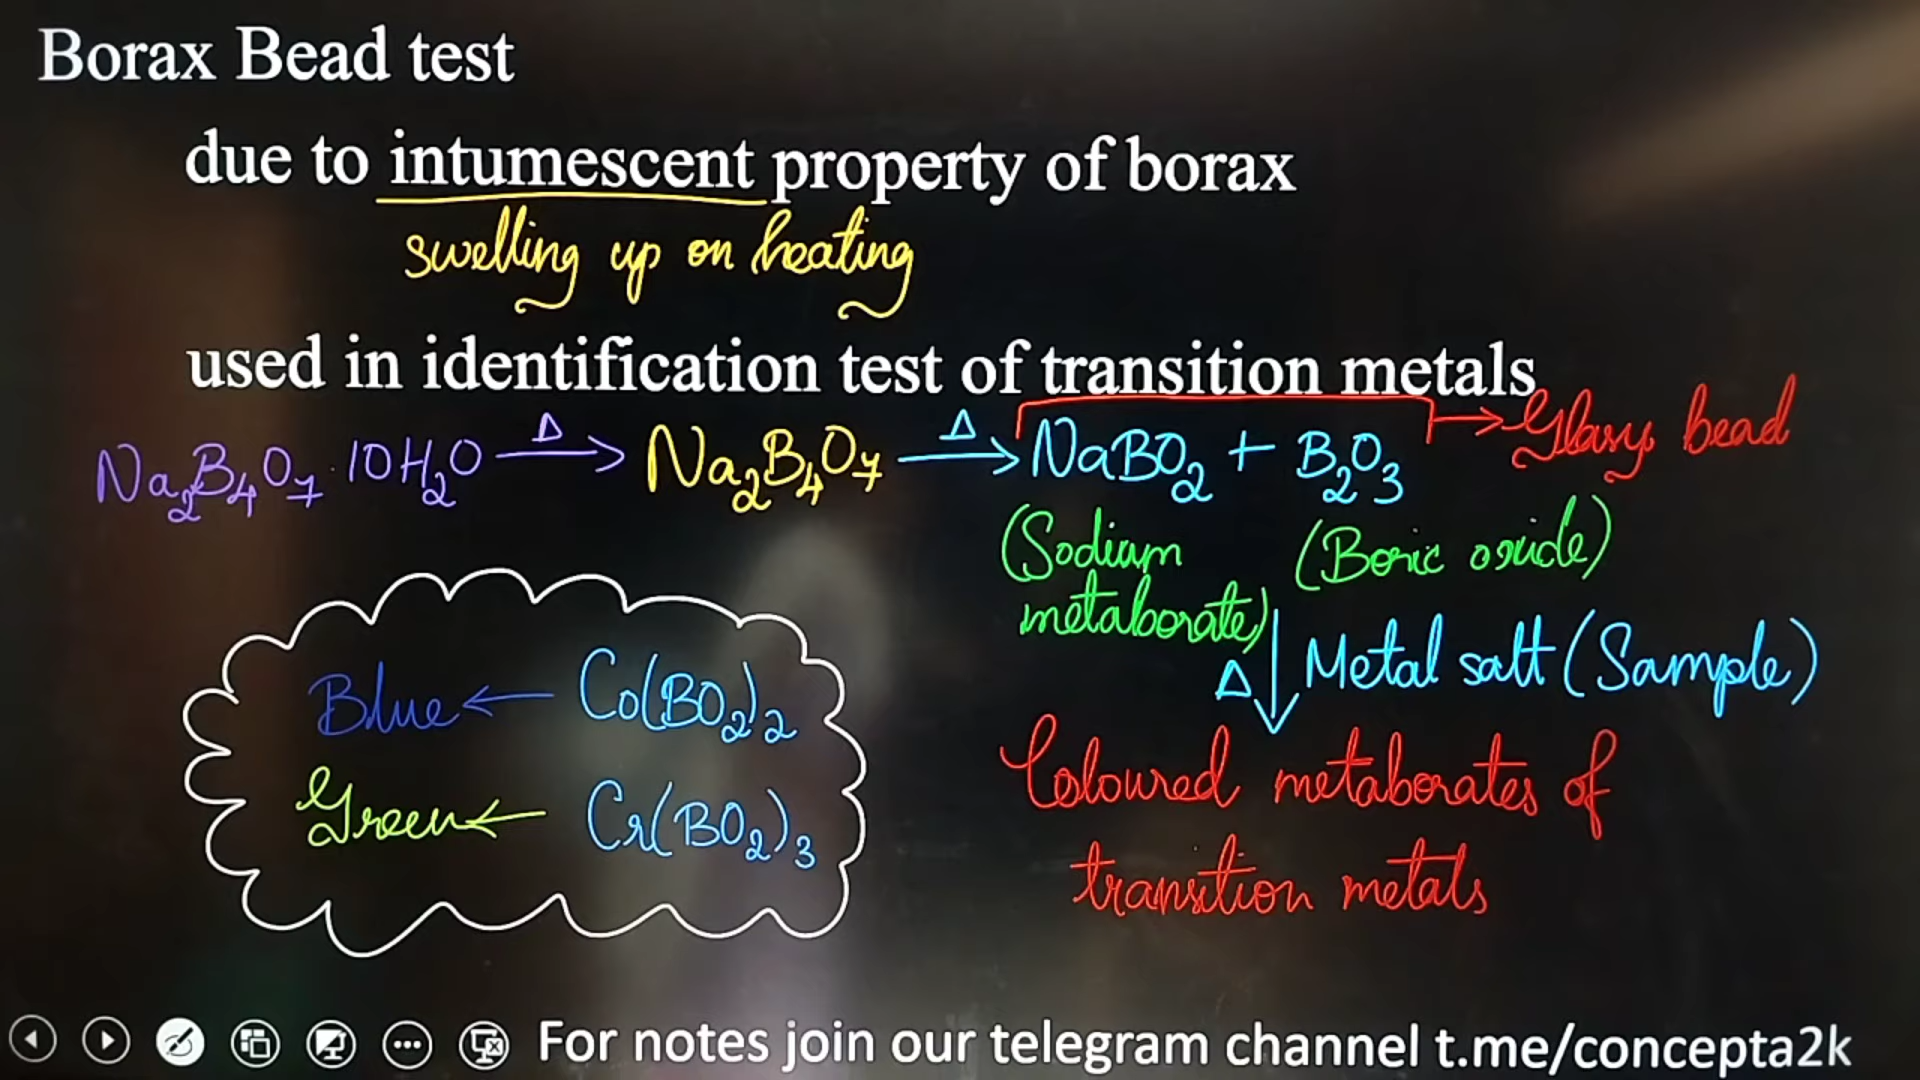 Borax Bead test
due to intumescent property of borax
swelling up on heating
used in identification test of transition metals
Na₂B₄O₇·10H₂O —Δ→ Na₂B₄O₇ —Δ→ NaBO₂ + B₂O₃ → Glassy bead
(Sodium metaborate) (Boric oxide)
Δ ↓ Metal salt (Sample)
Coloured metaborates of
transition metals
Blue ← Co(BO₂)₂
Green ← Cr(BO₂)₃
For notes join our telegram channel t.me/concepta2k